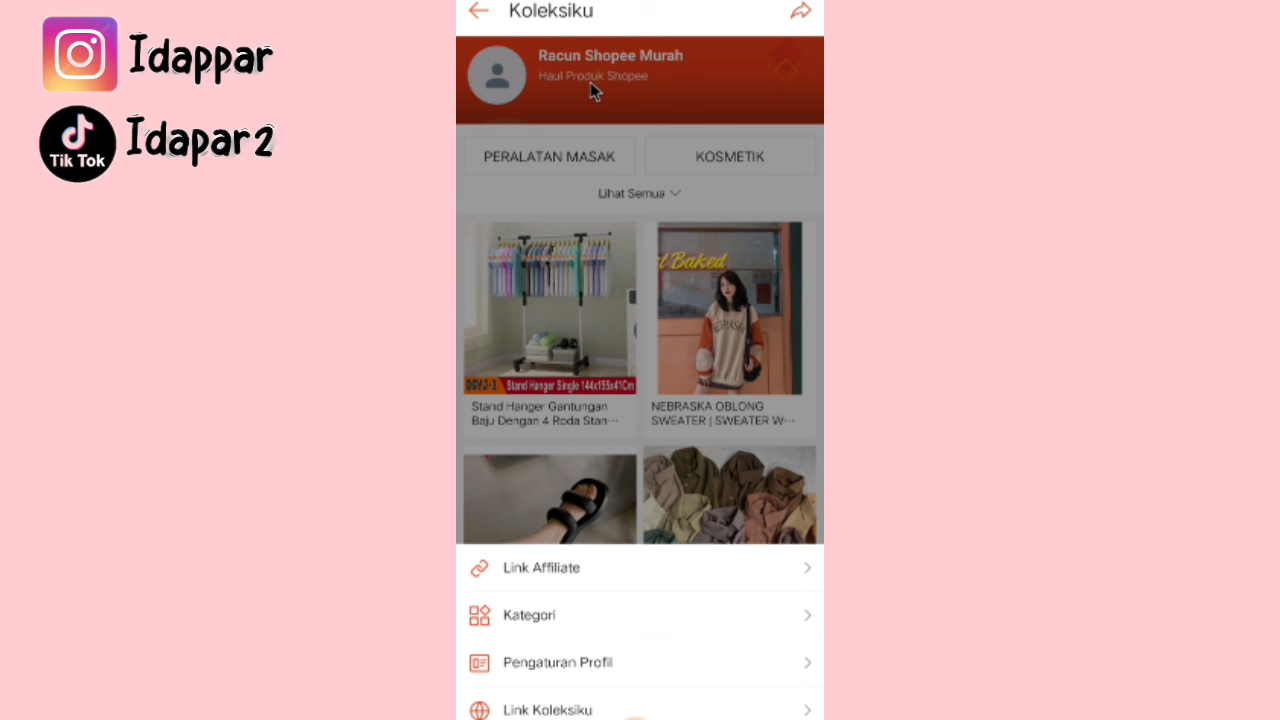 Idappar
Tik Tok
Idapar2
Koleksiku
Racun Shopee Murah
Haul Produk Shopee
PERALATAN MASAK
KOSMETIK
Lihat Semua
t Baked
NEBRASKA
Stand Hanger Single 144x155x41Cm
Stand Hanger Gantungan
Baju Dengan 4 Roda Stan···
NEBRASKA OBLONG
SWEATER | SWEATER W···
Link Affiliate
Kategori
Pengaturan Profil
Link Koleksiku